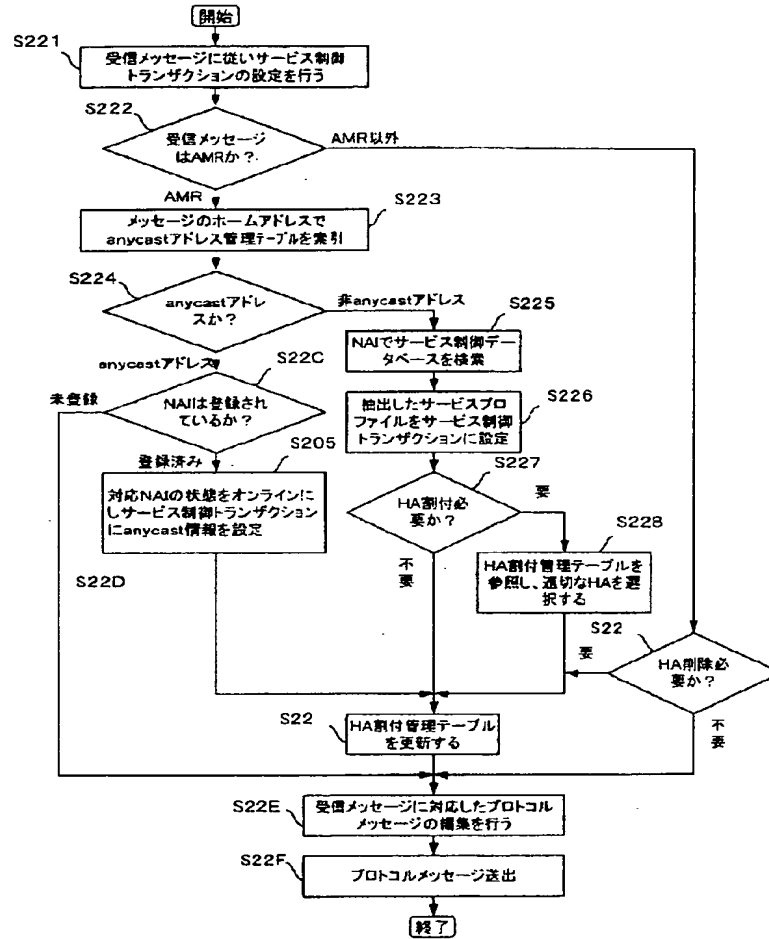 開始
S221
受信メッセージに従いサービス制御
トランザクションの設定を行う
S222
受信メッセージ
はAMRか？
AMR以外
AMR
S223
メッセージのホームアドレスで
anycastアドレス管理テーブルを索引
S224
anycastアドレ
スか？
非anycastアドレス
S225
NAIでサービス制御デー
タベースを検索
anycastアドレス
S22C
未登録
NAIは登録され
ているか？
S226
抽出したサービスプロ
ファイルをサービス制御
トランザクションに設定
登録済み
S205
対応NAIの状態をオンラインに
しサービス制御トランザクション
にanycast情報を設定
S227
HA割付必
要か？
要
不
要
S228
HA割付管理テーブルを
参照し、適切なHAを選
択する
S22D
S22
HA削除必
要か？
要
不
要
S22
HA割付管理テーブル
を更新する
S22E
受信メッセージに対応したプロトコル
メッセージの編集を行う
S22F
プロトコルメッセージ送出
終了